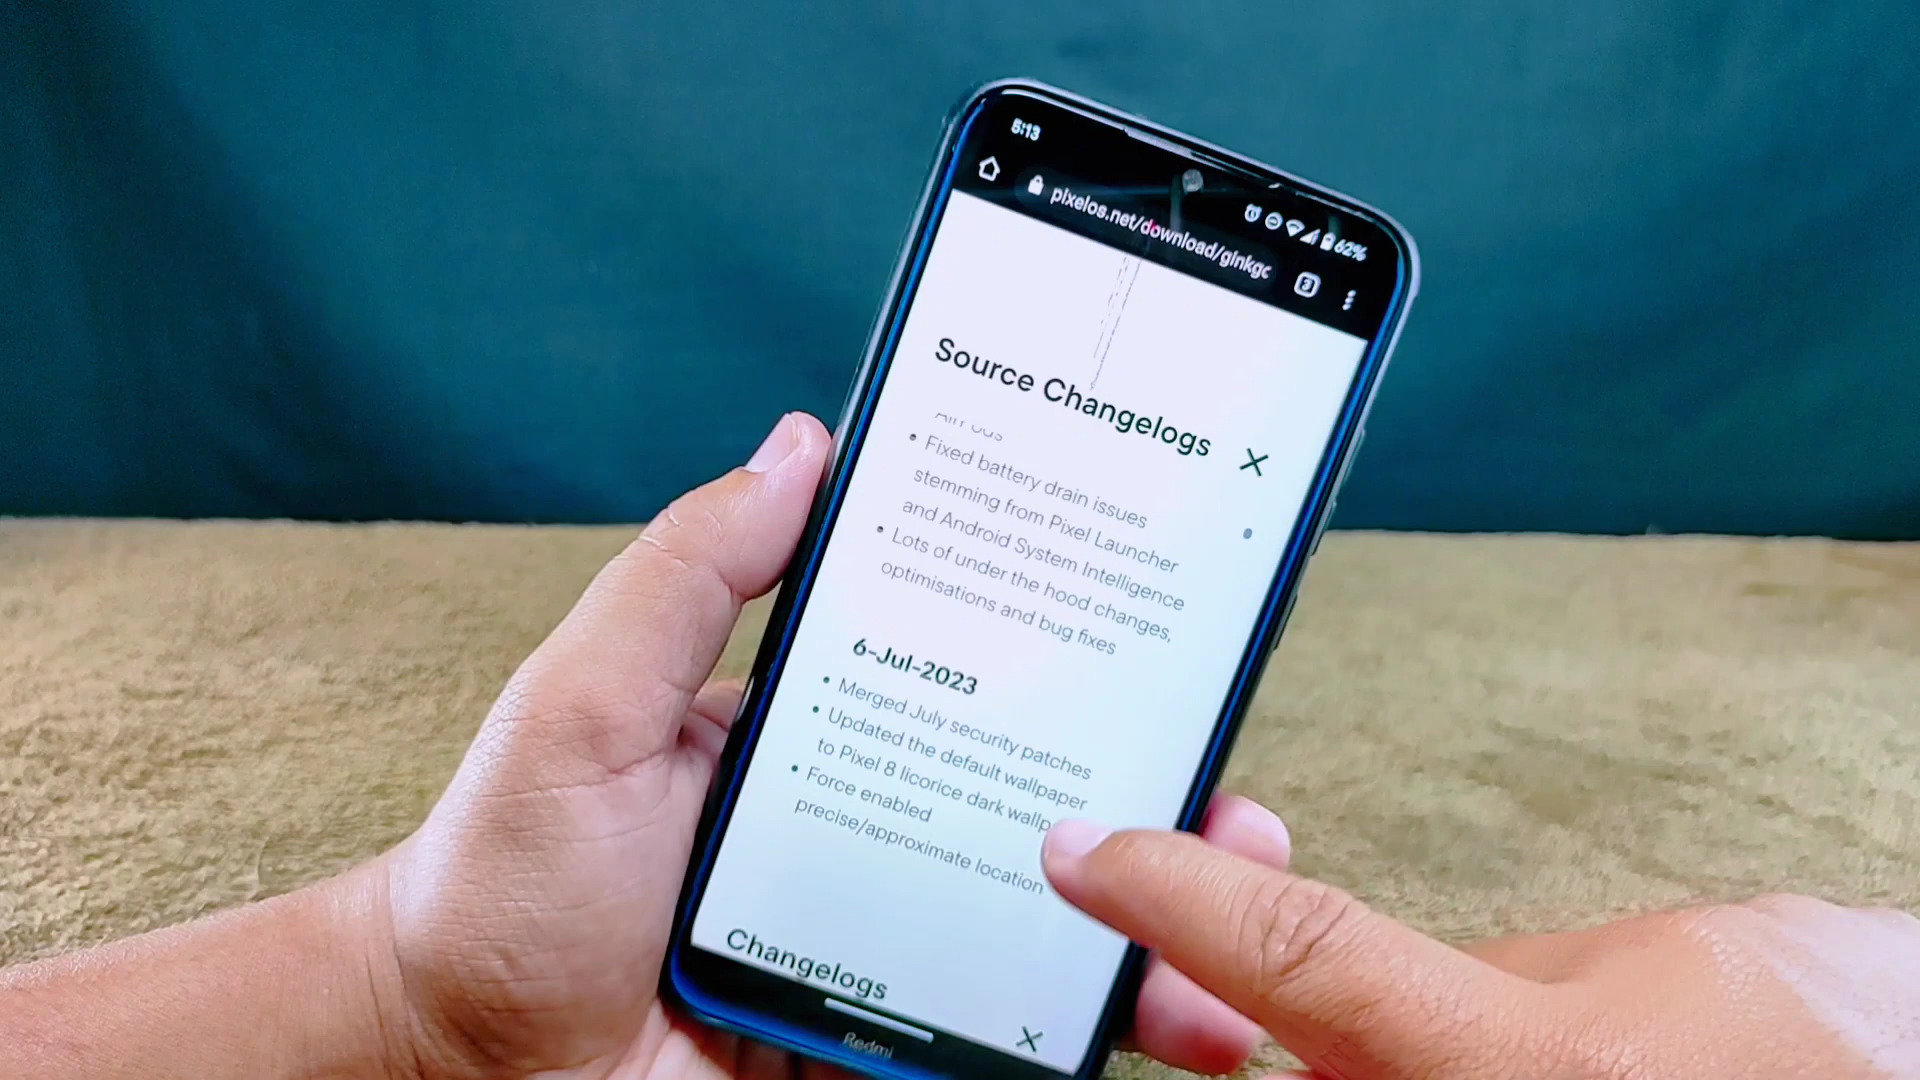 5:13
62%
pixelos.net/download/ginkgo
3
Source Changelogs
• Fixed battery drain issues
stemming from Pixel Launcher
and Android System Intelligence
• Lots of under the hood changes,
optimisations and bug fixes
6-Jul-2023
• Merged July security patches
• Updated the default wallpaper
to Pixel 8 licorice dark wallp
• Force enabled
precise/approximate location
Changelogs
Redmi